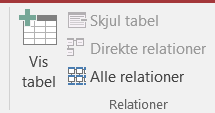 Vis
tabel
Skjul tabel
Direkte relationer
Alle relationer
Relationer